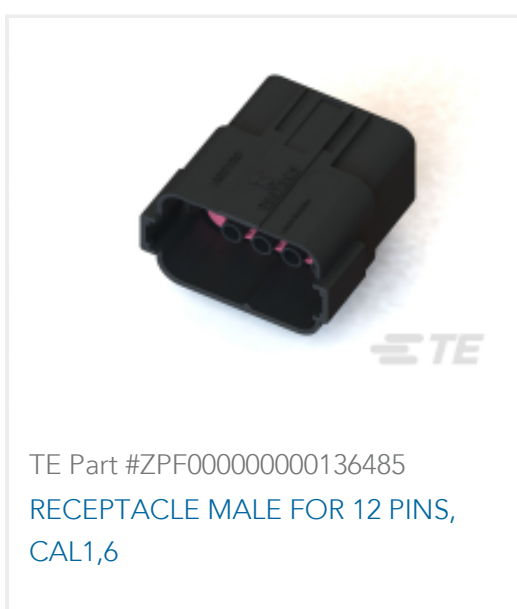 TE
TE Part #ZPF000000000136485
RECEPTACLE MALE FOR 12 PINS,
CAL1,6